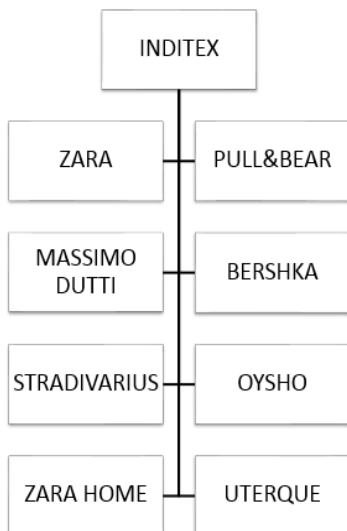 INDITEX
ZARA
PULL&BEAR
MASSIMO
DUTTI
BERSHKA
STRADIVARIUS
OYSHO
ZARA HOME
UTERQUE